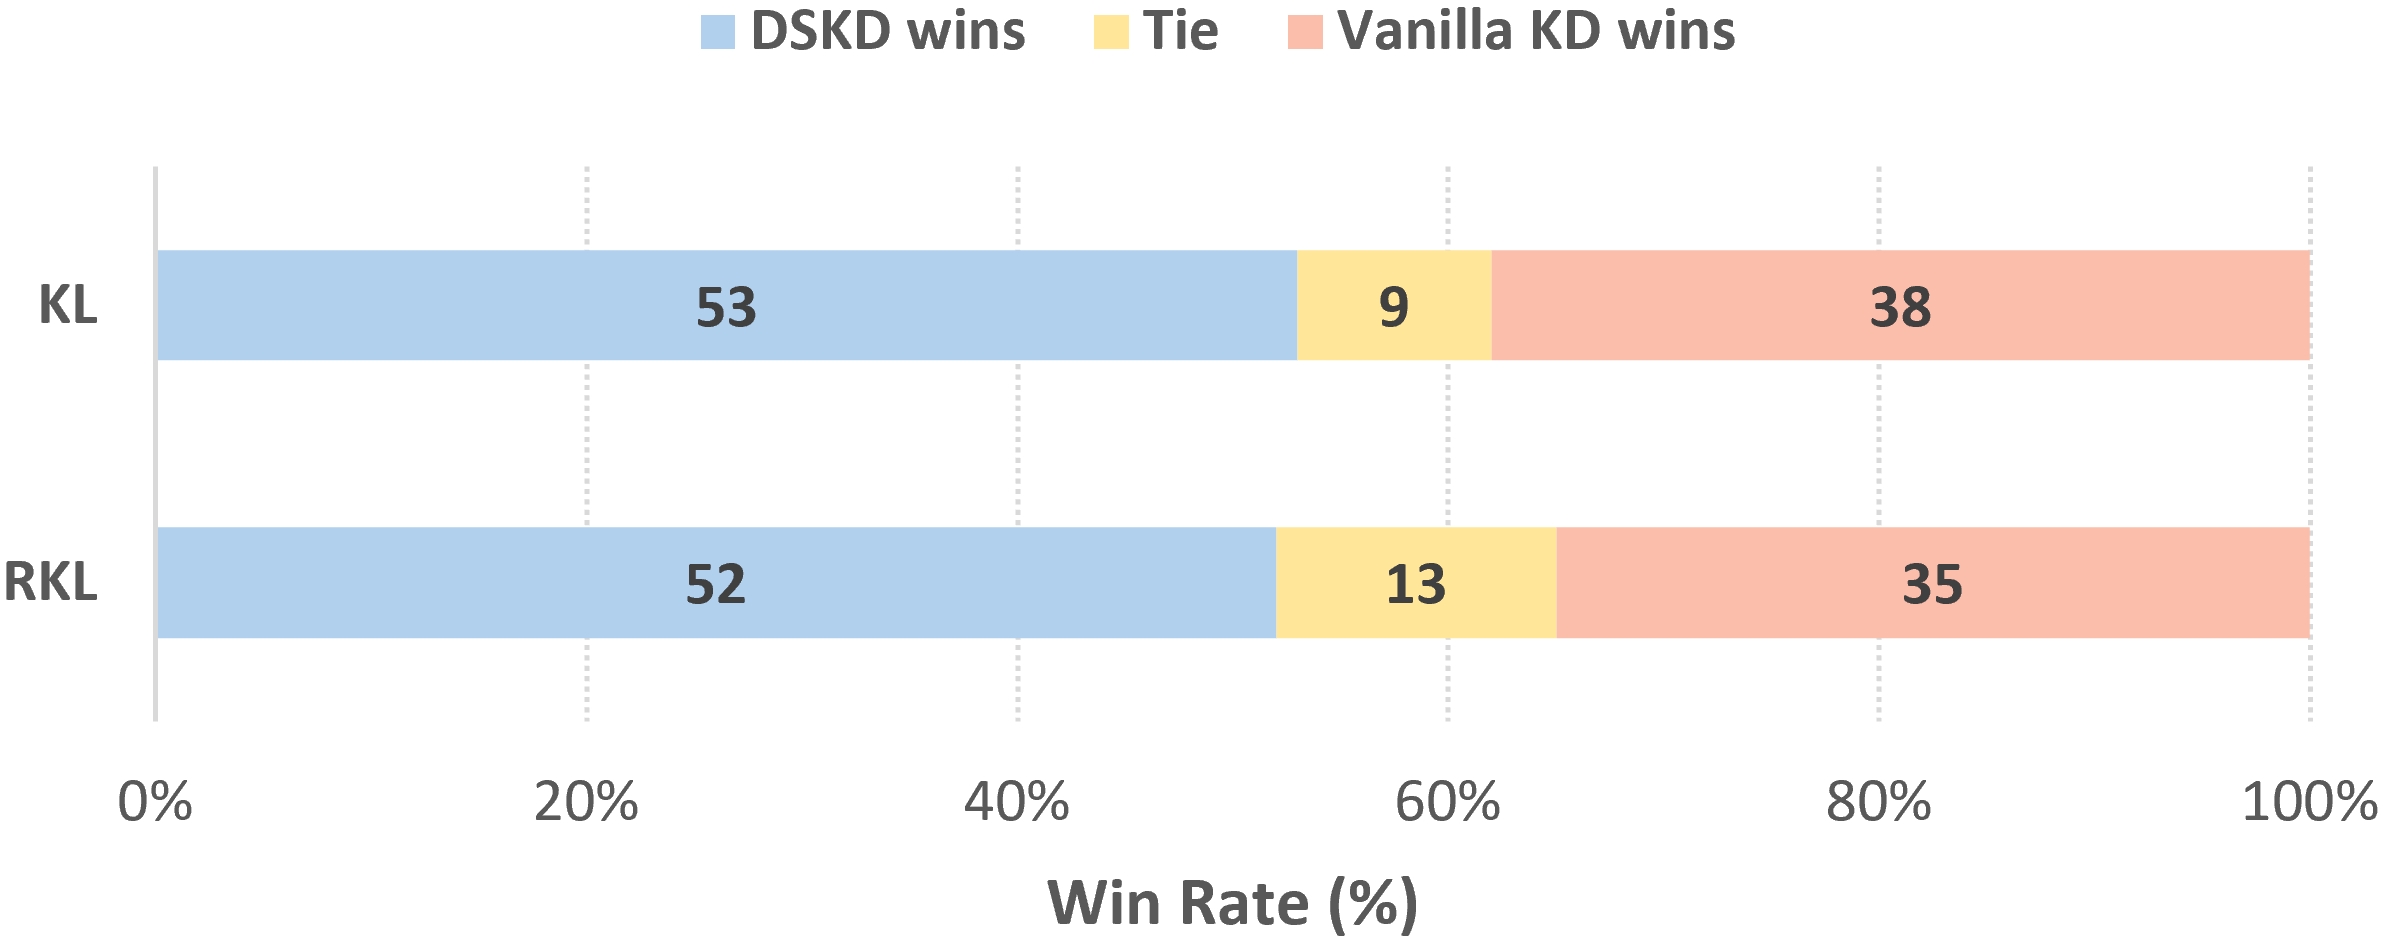 DSKD wins Tie Vanilla KD wins
KL 53 9 38
RKL 52 13 35
0% 20% 40% 60% 80% 100%
Win Rate (%)